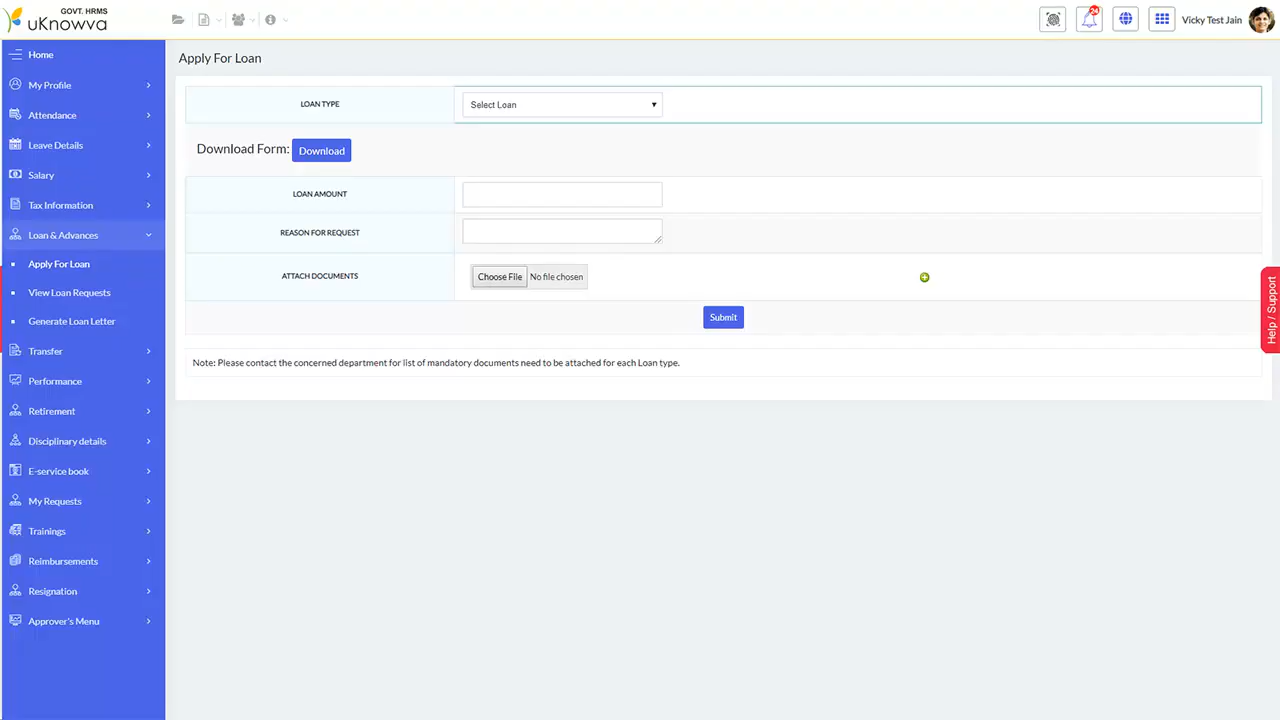 GOVT. HRMS
uKnowva
24
Vicky Test Jain
Home
My Profile
Attendance
Leave Details
Salary
Tax Information
Loan & Advances
Apply For Loan
View Loan Requests
Generate Loan Letter
Transfer
Performance
Retirement
Disciplinary details
E-service book
My Requests
Trainings
Reimbursements
Resignation
Approver's Menu
Apply For Loan
LOAN TYPE
Select Loan
Download Form: Download
LOAN AMOUNT
REASON FOR REQUEST
ATTACH DOCUMENTS
Choose File No file chosen
Submit
Note: Please contact the concerned department for list of mandatory documents need to be attached for each Loan type.
Help / Support